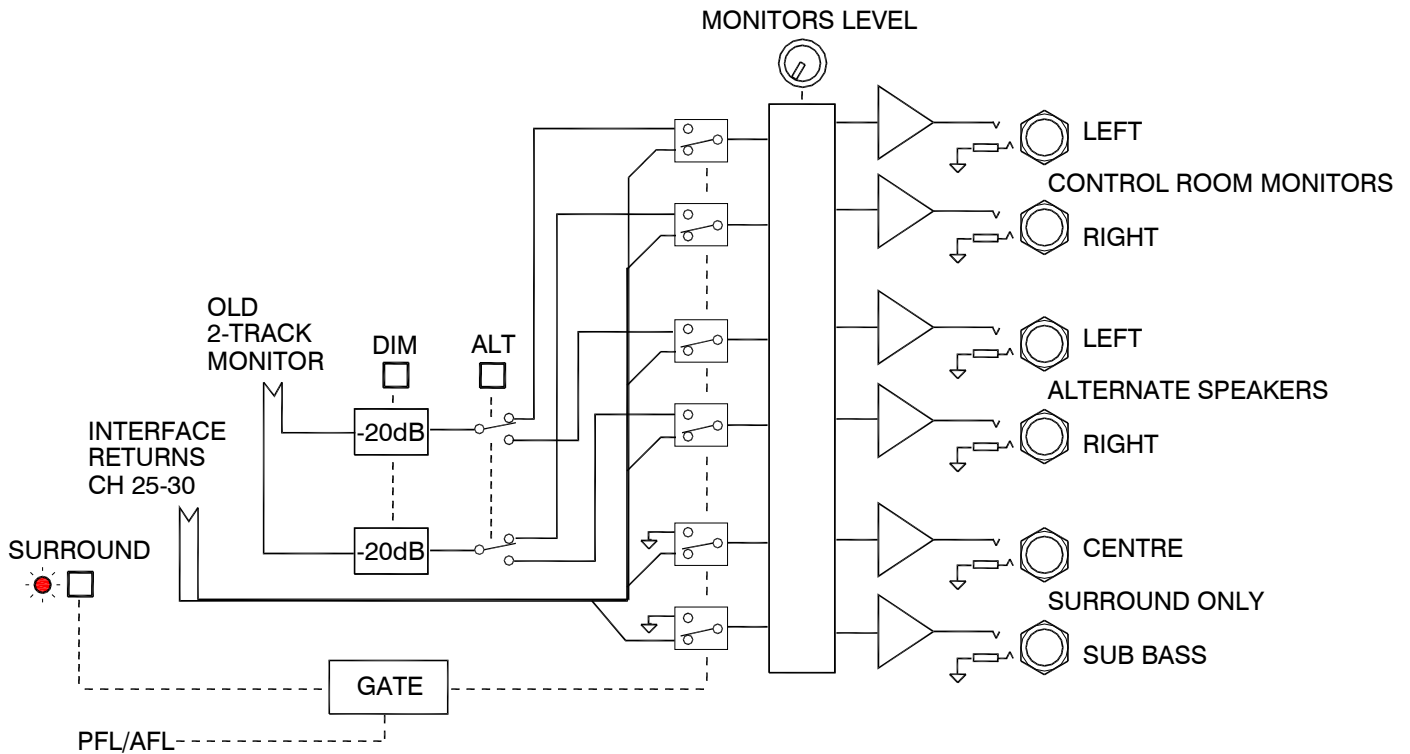 MONITORS LEVEL
LEFT
CONTROL ROOM MONITORS
RIGHT
OLD
2-TRACK
MONITOR
DIM
ALT
LEFT
ALTERNATE SPEAKERS
RIGHT
-20dB
INTERFACE
RETURNS
CH 25-30
-20dB
SURROUND
CENTRE
SURROUND ONLY
SUB BASS
GATE
PFL/AFL